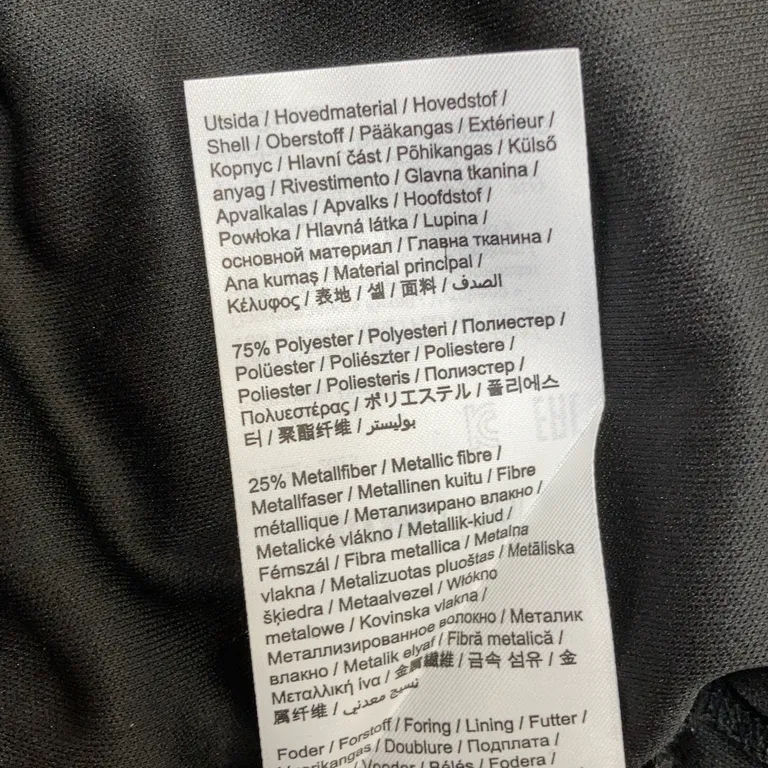 Utsida / Hovedmaterial / Hovedstof /
Shell / Oberstoff / Pääkangas / Extérieur /
Корпус / Hlavní část / Põhikangas / Külső
anyag / Rivestimento / Glavna tkanina /
Apvalkalas / Apvalks / Hoofdstof /
Powłoka / Hlavná látka / Lupina /
основной материал / Главна тканина /
Ana kumaş / Material principal /
Κέλυφος / 表地 / 셸 / 面料 / الصدف
75% Polyester / Polyesteri / Полиестер /
Polüester / Poliészter / Poliestere /
Poliester / Poliesteris / Полиэстер /
Πολυεστέρας / ポリエステル / 폴리에스
터 / 聚酯纤维 / بوليستر
25% Metallfiber / Metallic fibre /
Metallfaser / Metallinen kuitu / Fibre
métallique / Метализирано влакно /
Metalické vlákno / Metallik-kiud /
Fémszál / Fibra metallica / Metalna
vlakna / Metalizuotas pluoštas / Metāliska
šķiedra / Metaalvezel / Włókno
metalowe / Kovinska vlakna /
Металлизированное волокно / Металик
влакно / Metalik elyaf / Fibră metalică /
Μεταλλική ίνα / 金属繊維 / 금속 섬유 / 金
属纤维 / نسيج معدني
Foder / Forstoff / Foring / Lining / Futter /
Vuorikangas / Doublure / Подплата /
Vooder / Bélés / Fodera /